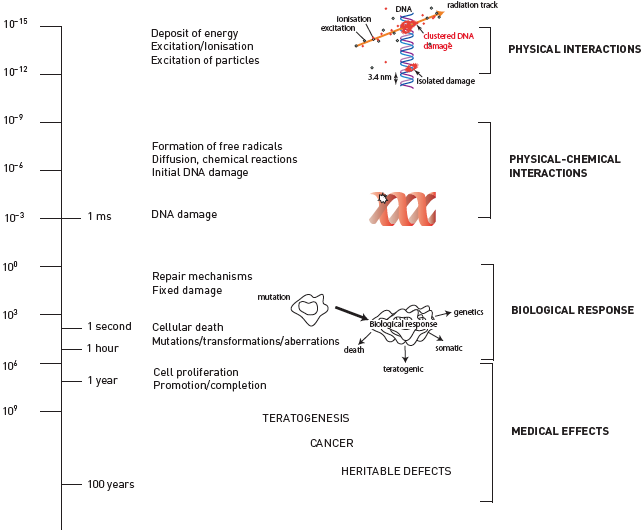 10⁻¹⁵
Deposit of energy
Excitation/Ionisation
Excitation of particles
ionisation
excitation
DNA
radiation track
clustered DNA
damage
3.4 nm
Isolated damage
PHYSICAL INTERACTIONS
10⁻¹²
10⁻⁹
Formation of free radicals
Diffusion, chemical reactions
Initial DNA damage
PHYSICAL-CHEMICAL
INTERACTIONS
10⁻⁶
10⁻³
1 ms
DNA damage
10⁰
Repair mechanisms
Fixed damage
mutation
Biological response
genetics
somatic
teratogenic
death
BIOLOGICAL RESPONSE
10³
1 second
Cellular death
Mutations/transformations/aberrations
1 hour
10⁶
1 year
Cell proliferation
Promotion/completion
10⁹
TERATOGENESIS
CANCER
HERITABLE DEFECTS
MEDICAL EFFECTS
100 years